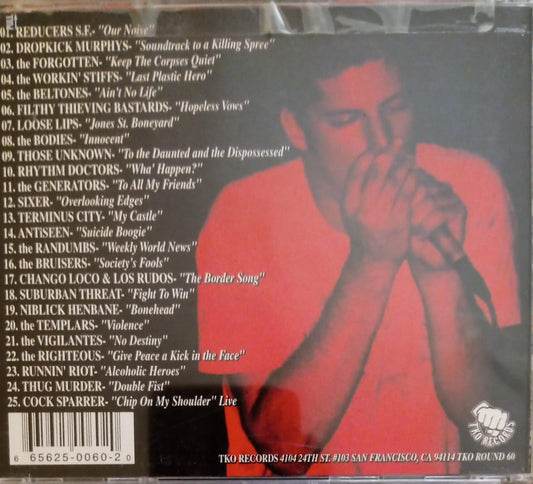 PULL
01. REDUCERS S.F.- "Our Noise"
02. DROPKICK MURPHYS- "Soundtrack to a Killing Spree"
03. the FORGOTTEN- "Keep The Corpses Quiet"
04. the WORKIN' STIFFS- "Last Plastic Hero"
05. the BELTONES- "Ain't No Life"
06. FILTHY THIEVING BASTARDS- "Hopeless Vows"
07. LOOSE LIPS- "Jones St. Boneyard"
08. the BODIES- "Innocent"
09. THOSE UNKNOWN- "To the Daunted and the Dispossessed"
10. RHYTHM DOCTORS- "Wha' Happen?"
11. the GENERATORS- "To All My Friends"
12. SIXER- "Overlooking Edges"
13. TERMINUS CITY- "My Castle"
14. ANTISEEN- "Suicide Boogie"
15. the RANDUMBS- "Weekly World News"
16. the BRUISERS- "Society's Fools"
17. CHANGO LOCO & LOS RUDOS- "The Border Song"
18. SUBURBAN THREAT- "Fight To Win"
19. NIBLICK HENBANE- "Bonehead"
20. the TEMPLARS- "Violence"
21. the VIGILANTES- "No Destiny"
22. the RIGHTEOUS- "Give Peace a Kick in the Face"
23. RUNNIN' RIOT- "Alcoholic Heroes"
24. THUG MURDER- "Double Fist"
25. COCK SPARRER- "Chip On My Shoulder" Live
6 65625-0060-2 0
TKO RECORDS
TKO RECORDS 4104 24TH ST. #103 SAN FRANCISCO, CA 94114 TKO ROUND 60